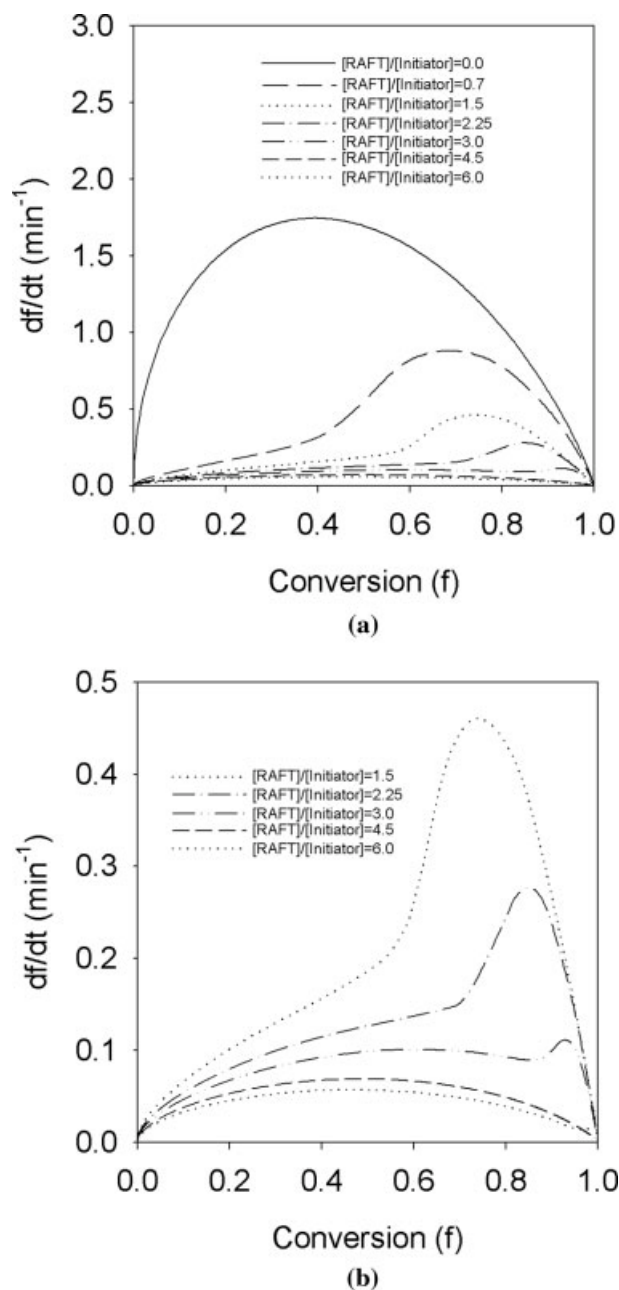 3.0
[RAFT]/[Initiator]=0.0
[RAFT]/[Initiator]=0.7
2.5
[RAFT]/[Initiator]=1.5
[RAFT]/[Initiator]=2.25
[RAFT]/[Initiator]=3.0
[RAFT]/[Initiator]=4.5
2.0
[RAFT]/[Initiator]=6.0
df/dt (min⁻¹)
1.5
1.0
0.5
0.0
0.0 0.2 0.4 0.6 0.8 1.0
Conversion (f)
(a)
0.5
[RAFT]/[Initiator]=1.5
0.4
[RAFT]/[Initiator]=2.25
[RAFT]/[Initiator]=3.0
[RAFT]/[Initiator]=4.5
[RAFT]/[Initiator]=6.0
df/dt (min⁻¹)
0.3
0.2
0.1
0.0
0.0 0.2 0.4 0.6 0.8 1.0
Conversion (f)
(b)